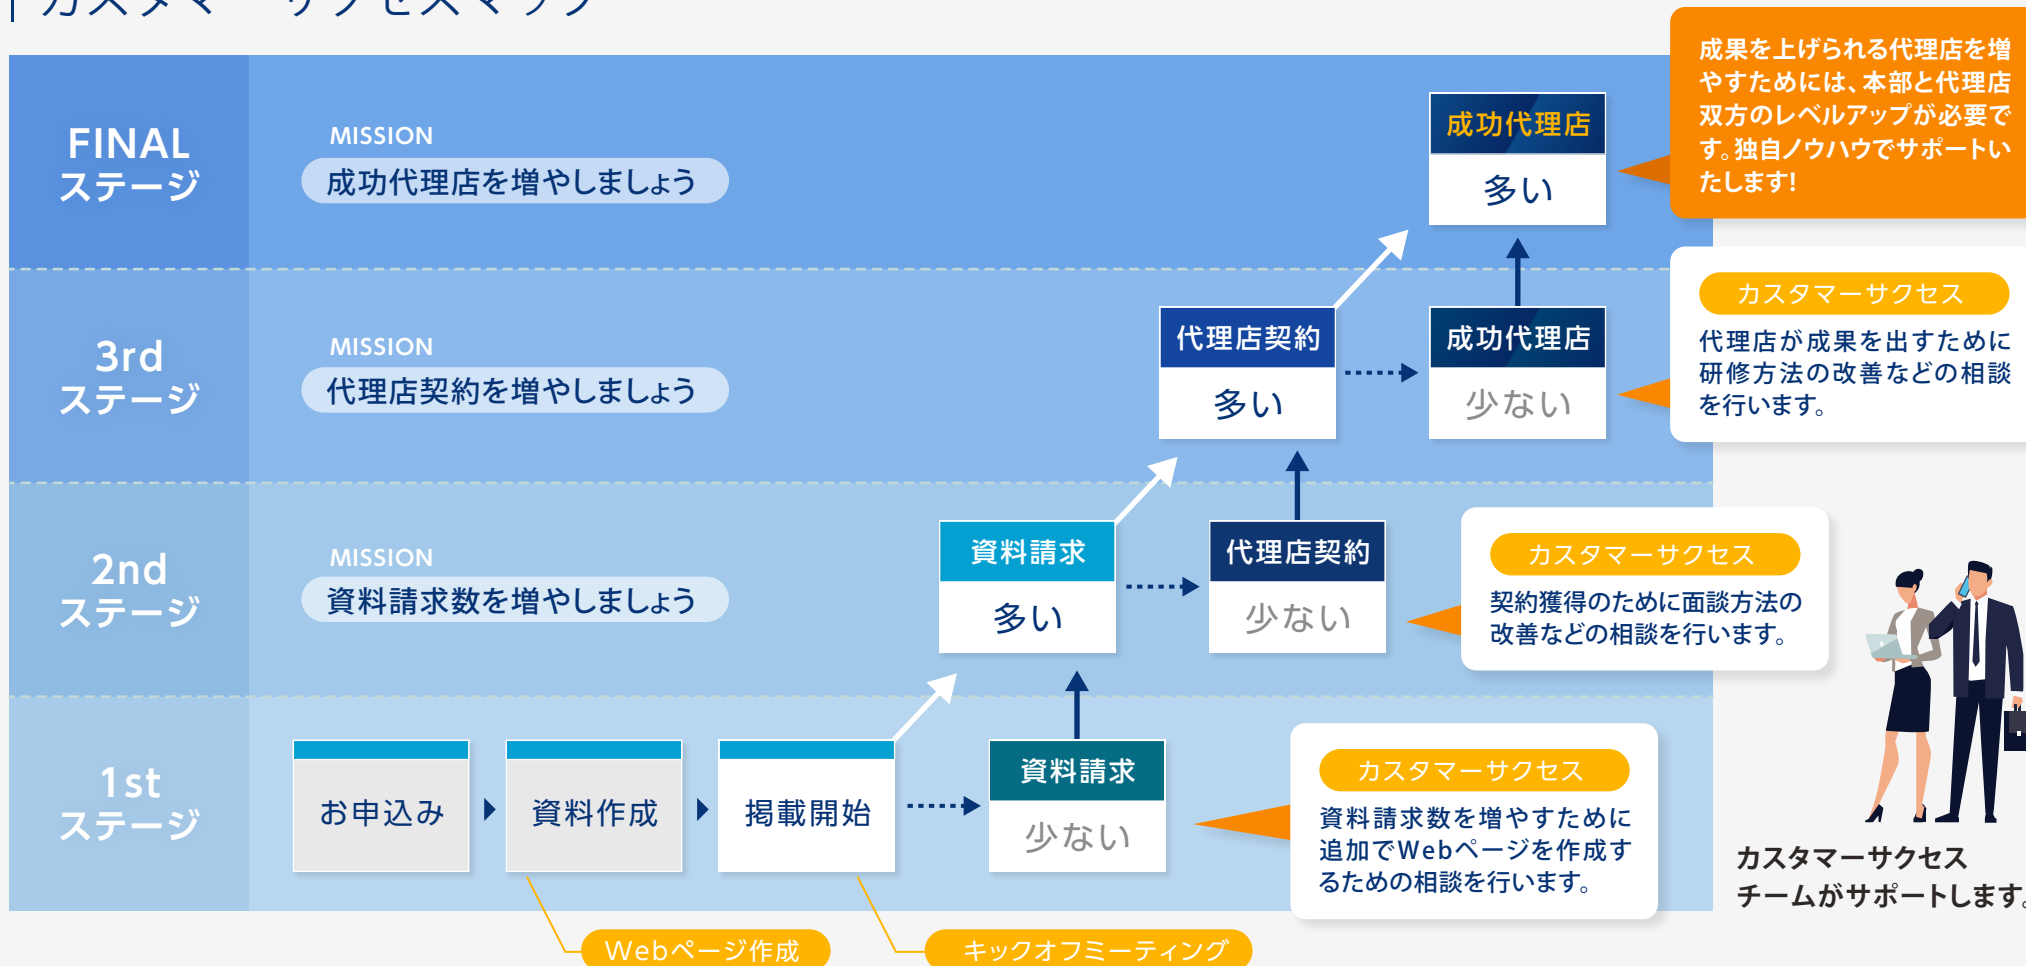 カスタマーサクセスマップ
FINAL
ステージ
MISSION
成功代理店を増やしましょう
成功代理店
多い
成果を上げられる代理店を増
やすためには、本部と代理店
双方のレベルアップが必要で
す。独自ノウハウでサポートい
たします!
3rd
ステージ
MISSION
代理店契約を増やしましょう
代理店契約
多い
成功代理店
少ない
カスタマーサクセス
代理店が成果を出すために
研修方法の改善などの相談
を行います。
2nd
ステージ
MISSION
資料請求数を増やしましょう
資料請求
多い
代理店契約
少ない
カスタマーサクセス
契約獲得のために面談方法の
改善などの相談を行います。
1st
ステージ
お申込み
資料作成
掲載開始
資料請求
少ない
カスタマーサクセス
資料請求数を増やすために
追加でWebページを作成す
るための相談を行います。
カスタマーサクセス
チームがサポートします。
Webページ作成
キックオフミーティング